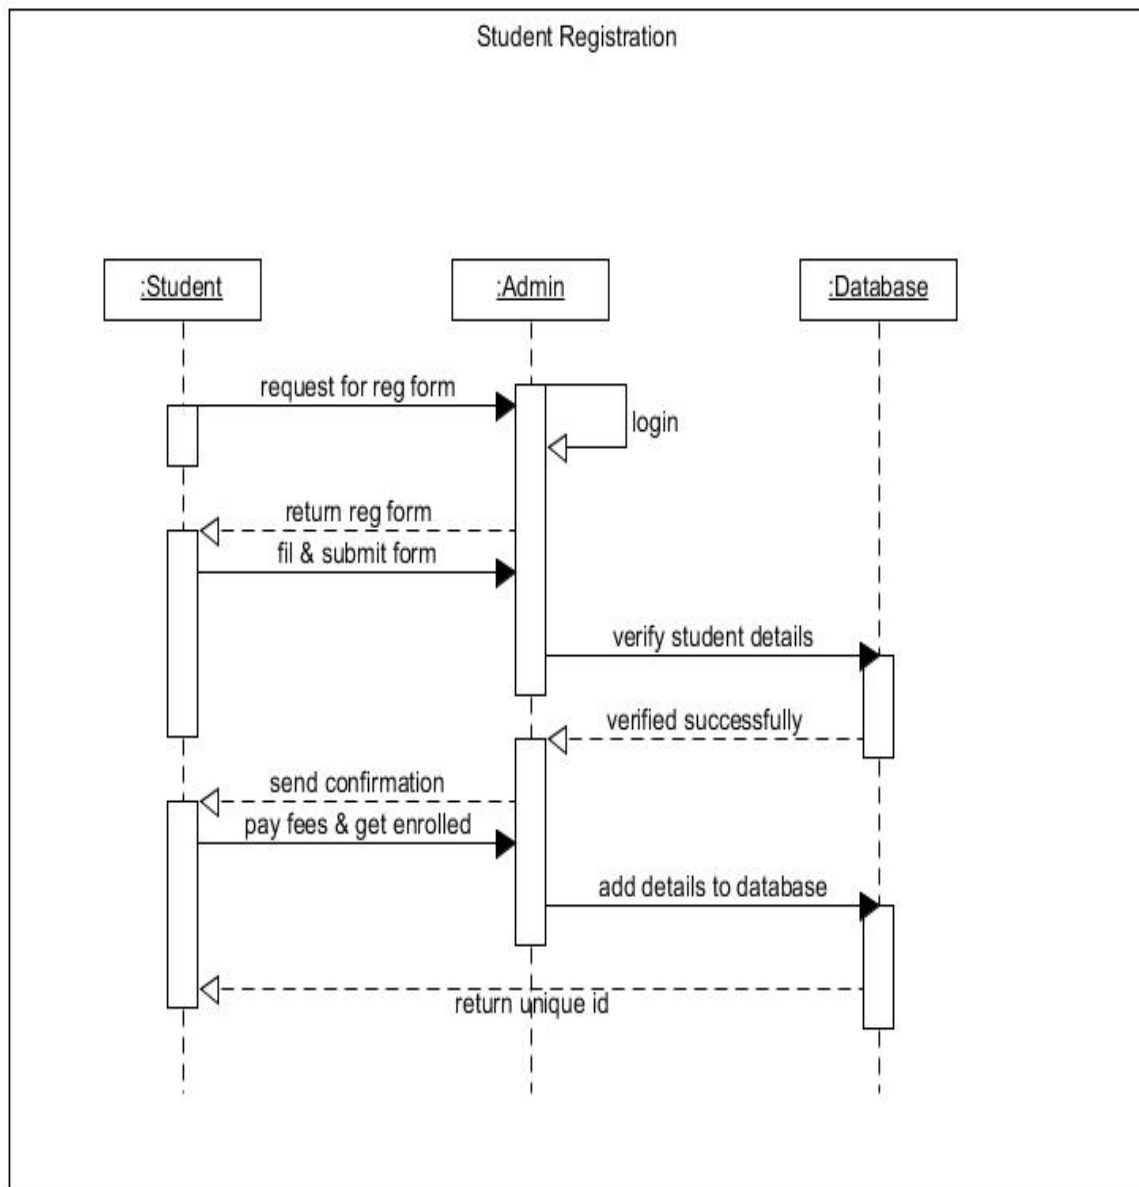 Student Registration
:Student
:Admin
:Database
request for reg form
login
return reg form
fil & submit form
verify student details
verified successfully
send confirmation
pay fees & get enrolled
add details to database
return unique id